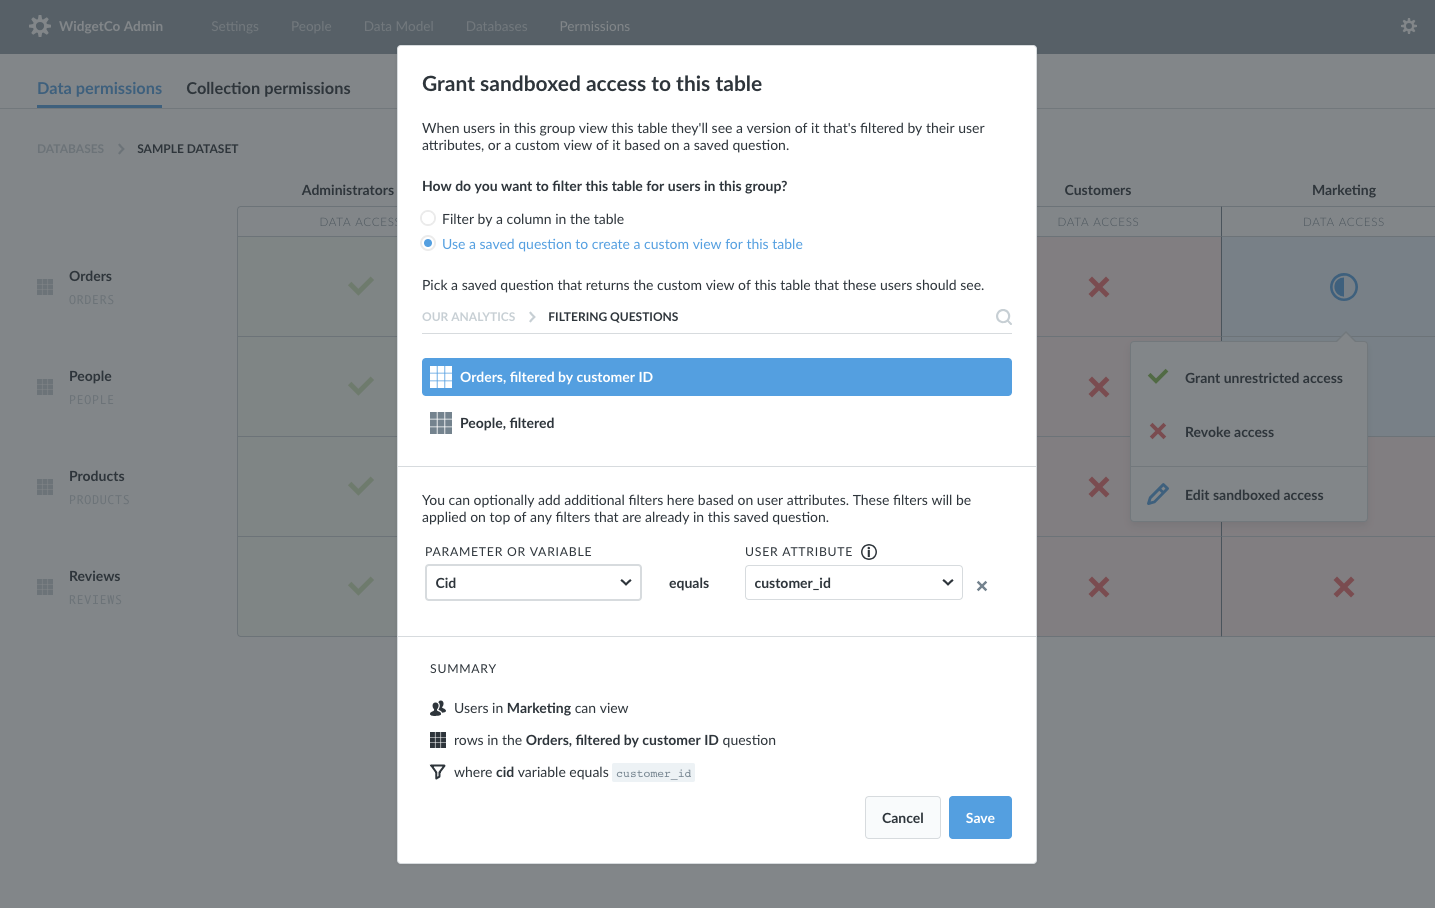 WidgetCo Admin
Settings
People
Data Model
Databases
Permissions
Data permissions
Collection permissions
DATABASES
SAMPLE DATASET
Administrators
Customers
Marketing
DATA ACCESS
DATA ACCESS
DATA ACCESS
Orders
ORDERS
People
PEOPLE
Products
PRODUCTS
Reviews
REVIEWS
Grant unrestricted access
Revoke access
Edit sandboxed access
Grant sandboxed access to this table
When users in this group view this table they'll see a version of it that's filtered by their user
attributes, or a custom view of it based on a saved question.
How do you want to filter this table for users in this group?
Filter by a column in the table
Use a saved question to create a custom view for this table
Pick a saved question that returns the custom view of this table that these users should see.
OUR ANALYTICS
FILTERING QUESTIONS
Orders, filtered by customer ID
People, filtered
You can optionally add additional filters here based on user attributes. These filters will be
applied on top of any filters that are already in this saved question.
PARAMETER OR VARIABLE
USER ATTRIBUTE
Cid
equals
customer_id
SUMMARY
Users in Marketing can view
rows in the Orders, filtered by customer ID question
where cid variable equals customer_id
Cancel
Save